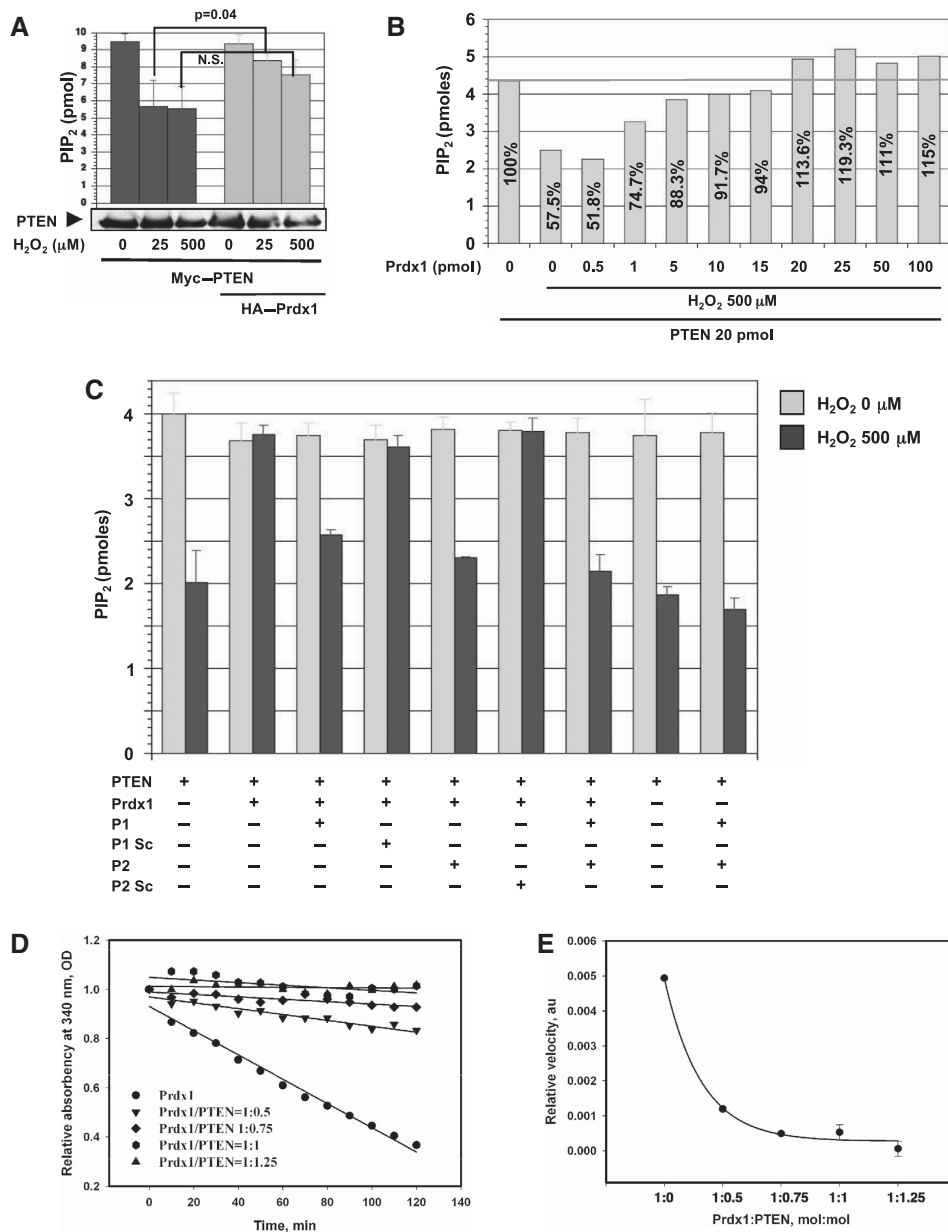 A
p=0.04
N.S.
PIP2 (pmol)
10
9
8
7
6
5
4
3
2
1
0
PTEN
H2O2 (μM)
0 25 500 0 25 500
Myc–PTEN
HA–Prdx1
B
PIP2 (pmoles)
6
5
4
3
2
1
0
100%
57.5%
51.8%
74.7%
88.3%
91.7%
94%
113.6%
119.3%
111%
115%
Prdx1 (pmol) 0 0 0.5 1 5 10 15 20 25 50 100
H2O2 500 μM
PTEN 20 pmol
C
PIP2 (pmoles)
4
3
2
1
0
H2O2 0 μM
H2O2 500 μM
PTEN + + + + + + + + +
Prdx1 − + + + + + + − −
P1 − − + − − − + − +
P1 Sc − − − + − − − − −
P2 − − − − + − + − +
P2 Sc − − − − − + − − −
D
Relative absorbency at 340 nm, OD
1.2
1.0
0.8
0.6
0.4
0.2
Prdx1
Prdx1/PTEN=1:0.5
Prdx1/PTEN 1:0.75
Prdx1/PTEN=1:1
Prdx1/PTEN=1:1.25
0 20 40 60 80 100 120 140
Time, min
E
Relative velocity, au
0.006
0.005
0.004
0.003
0.002
0.001
0.000
1:0 1:0.5 1:0.75 1:1 1:1.25
Prdx1:PTEN, mol:mol